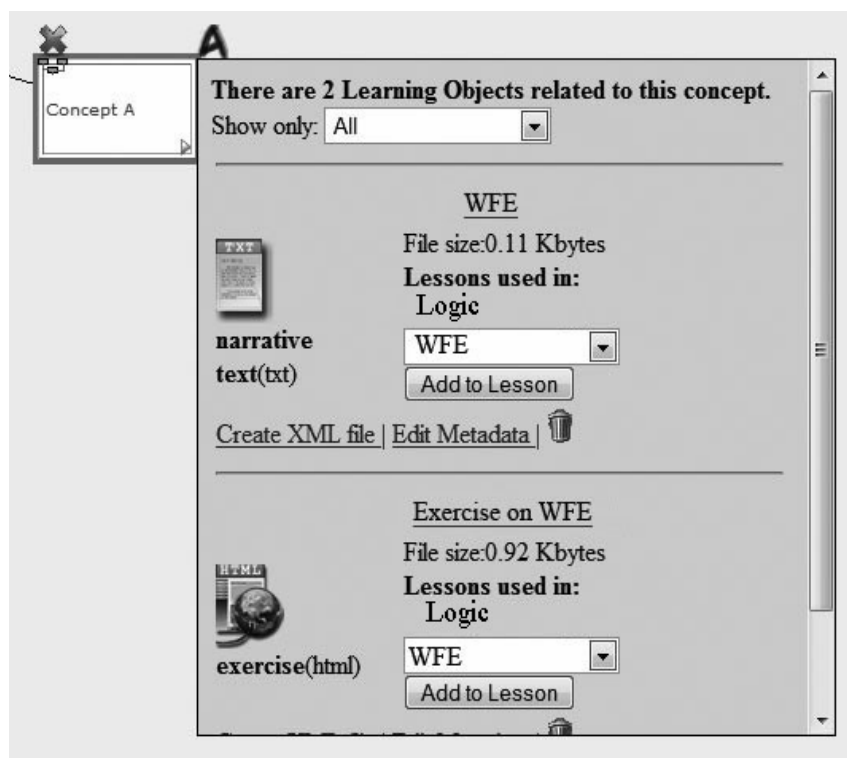 A
Concept A
There are 2 Learning Objects related to this concept.
Show only: All
WFE
TXT
File size:0.11 Kbytes
Lessons used in:
Logic
narrative
text(txt)
WFE
Add to Lesson
Create XML file | Edit Metadata |
Exercise on WFE
HTML
File size:0.92 Kbytes
Lessons used in:
Logic
exercise(html)
WFE
Add to Lesson